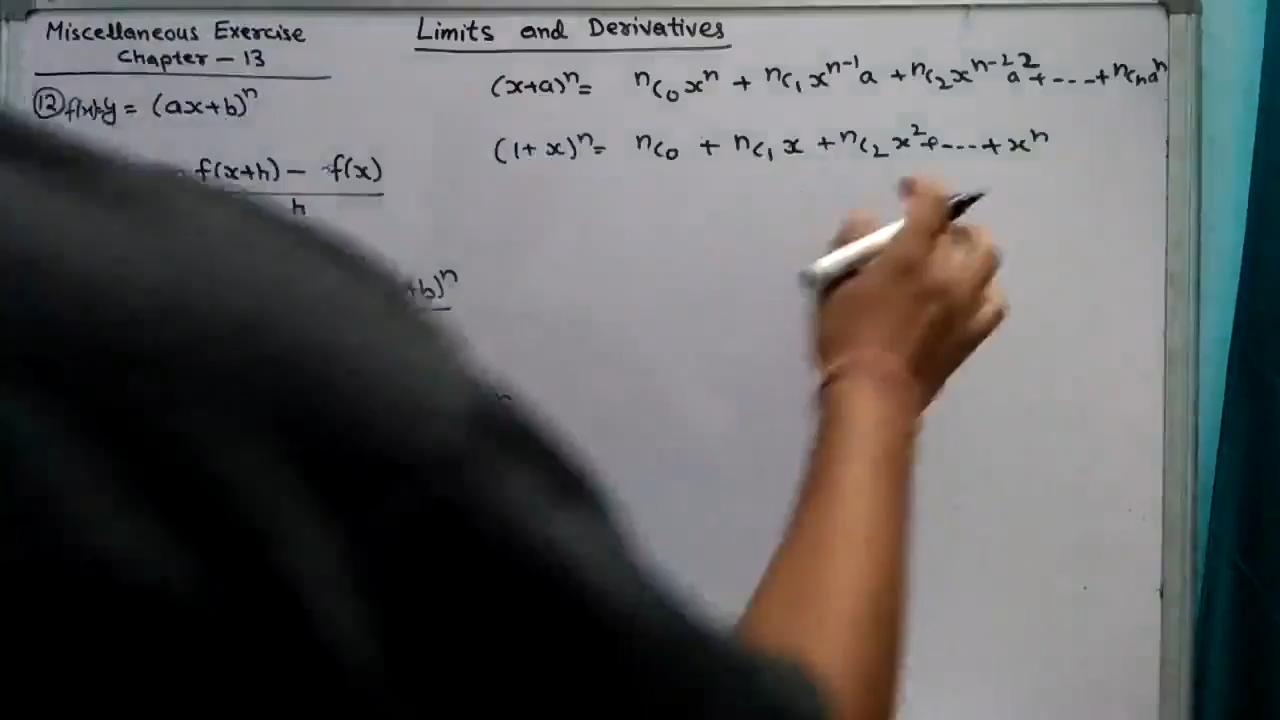 Miscellaneous Exercise
Chapter – 13
Limits and Derivatives
(x+a)ⁿ = ⁿC₀xⁿ + ⁿC₁xⁿ⁻¹a + ⁿC₂xⁿ⁻²a² + .... + ⁿCₙaⁿ
⑫ f(x)=y = (ax+b)ⁿ
(1+x)ⁿ = ⁿC₀ + ⁿC₁x + ⁿC₂x² + .... + xⁿ
f(x+h) – f(x)
h
+b)ⁿ
n